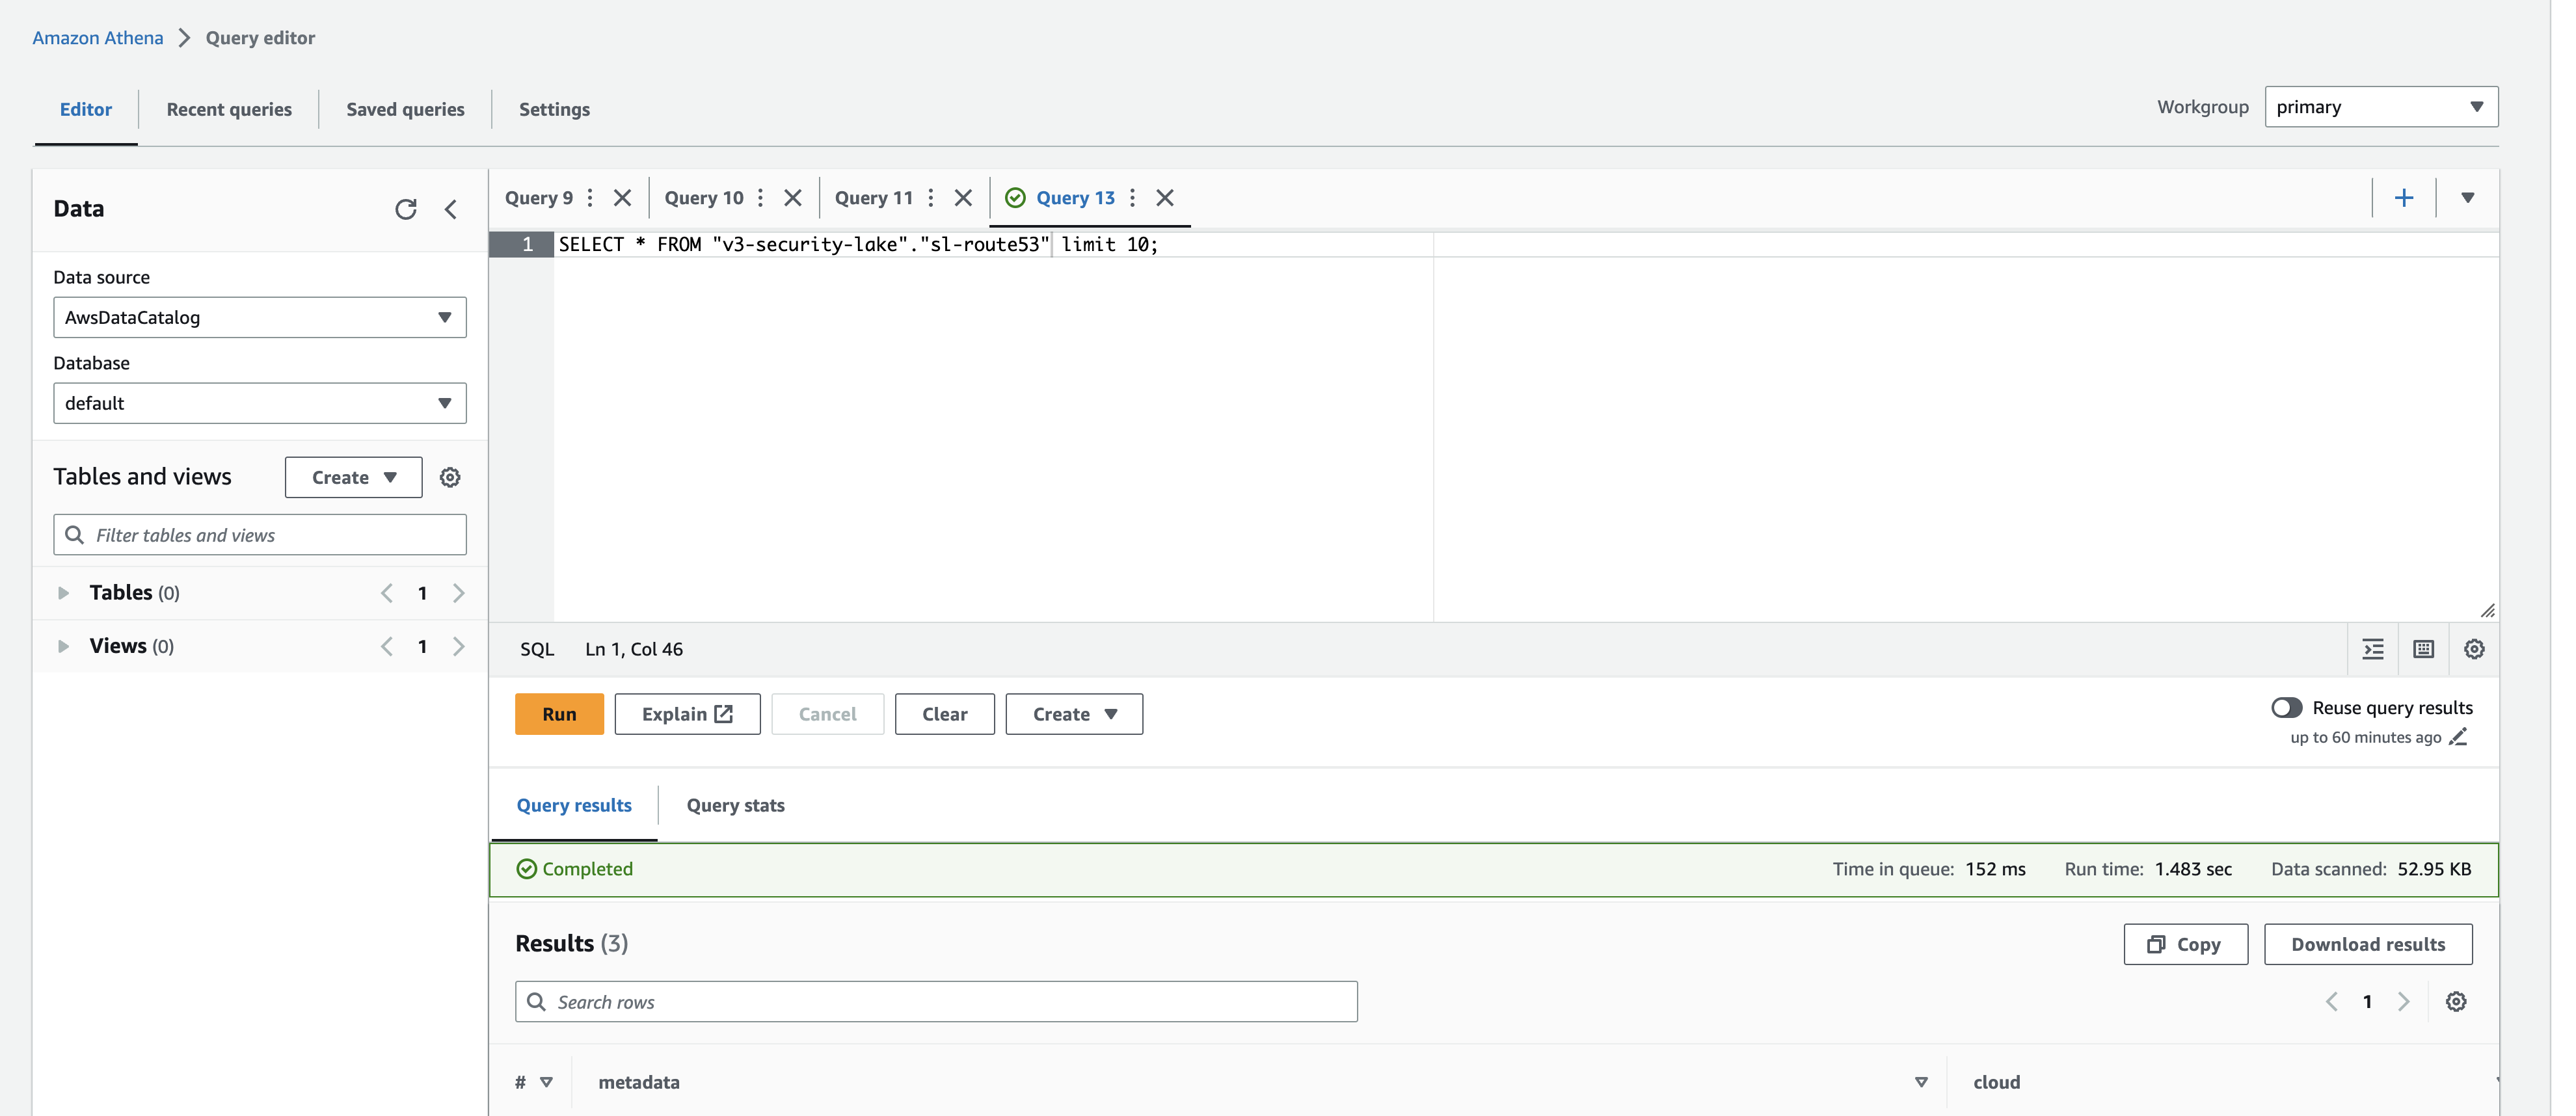 Amazon Athena > Query editor
Editor Recent queries Saved queries Settings
Workgroup primary
Data
Data source
AwsDataCatalog
Database
default
Tables and views Create
Filter tables and views
Tables (0) 1
Views (0) 1
Query 9 Query 10 Query 11 Query 13
1 SELECT * FROM "v3-security-lake"."sl-route53" limit 10;
SQL Ln 1, Col 46
Run Explain Cancel Clear Create
Reuse query results
up to 60 minutes ago
Query results Query stats
Completed Time in queue: 152 ms Run time: 1.483 sec Data scanned: 52.95 KB
Results (3) Copy Download results
Search rows 1
# metadata cloud